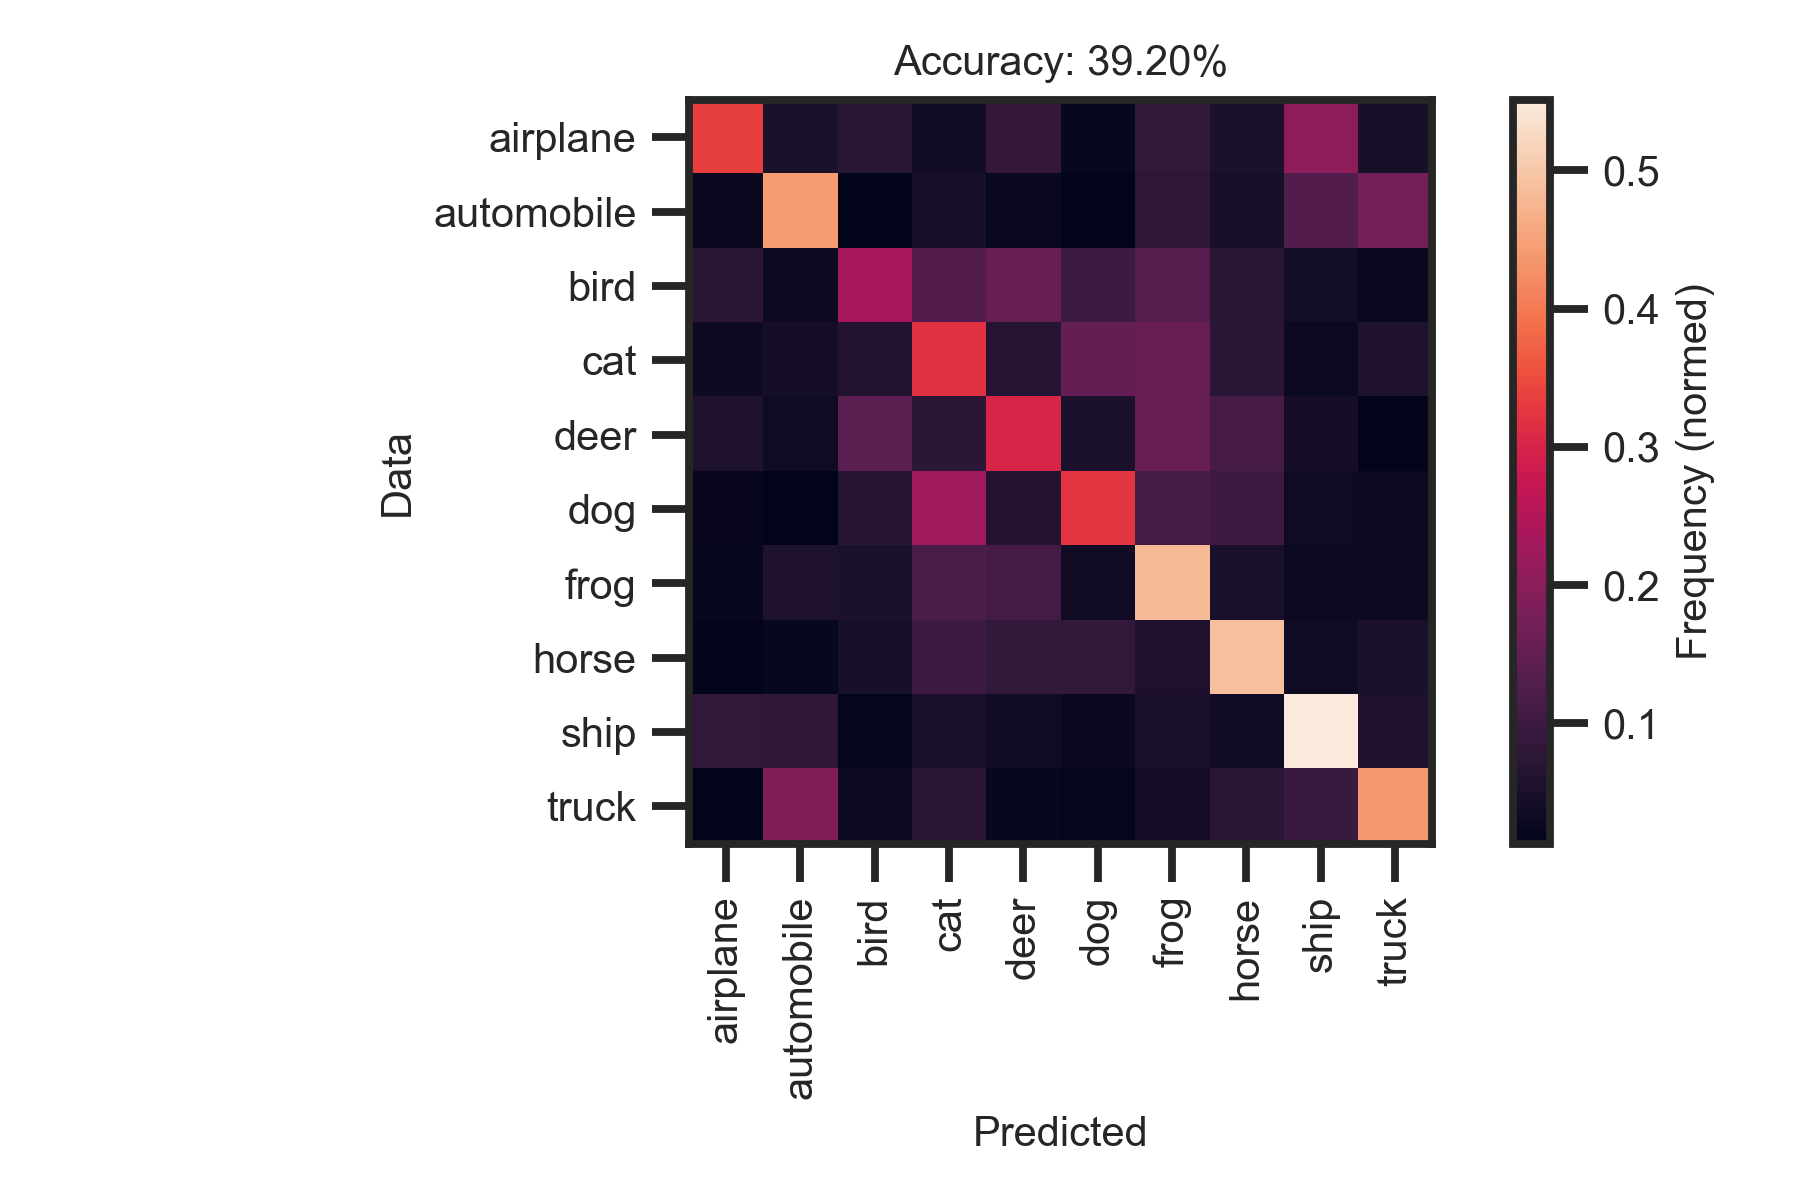 Accuracy: 39.20%
airplane
automobile
bird
cat
deer
dog
frog
horse
ship
truck
Data
airplane
automobile
bird
cat
deer
dog
frog
horse
ship
truck
Predicted
0.5
0.4
0.3
0.2
0.1
Frequency (normed)